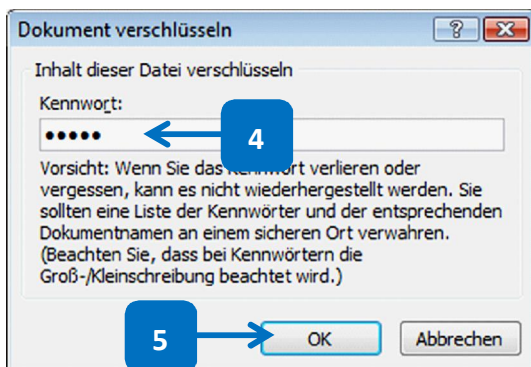 Dokument verschlüsseln
Inhalt dieser Datei verschlüsseln
Kennwort:
•••••
4
Vorsicht: Wenn Sie das Kennwort verlieren oder
vergessen, kann es nicht wiederhergestellt werden. Sie
sollten eine Liste der Kennwörter und der entsprechenden
Dokumentnamen an einem sicheren Ort verwahren.
(Beachten Sie, dass bei Kennwörtern die
Groß-/Kleinschreibung beachtet wird.)
5
OK
Abbrechen